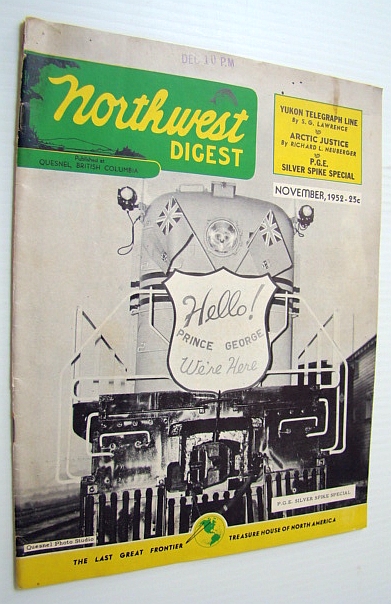 DEC 10 P.M
Northwest
DIGEST
Published at
QUESNEL, BRITISH COLUMBIA
YUKON TELEGRAPH LINE
By S. G. LAWRENCE
ARCTIC JUSTICE
By RICHARD L. NEUBERGER
P.G.E.
SILVER SPIKE SPECIAL
NOVEMBER, 1952 - 25c
Hello!
PRINCE GEORGE
We're Here
P.G.E. SILVER SPIKE SPECIAL
Quesnel Photo Studio
THE LAST GREAT FRONTIER
TREASURE HOUSE OF NORTH AMERICA